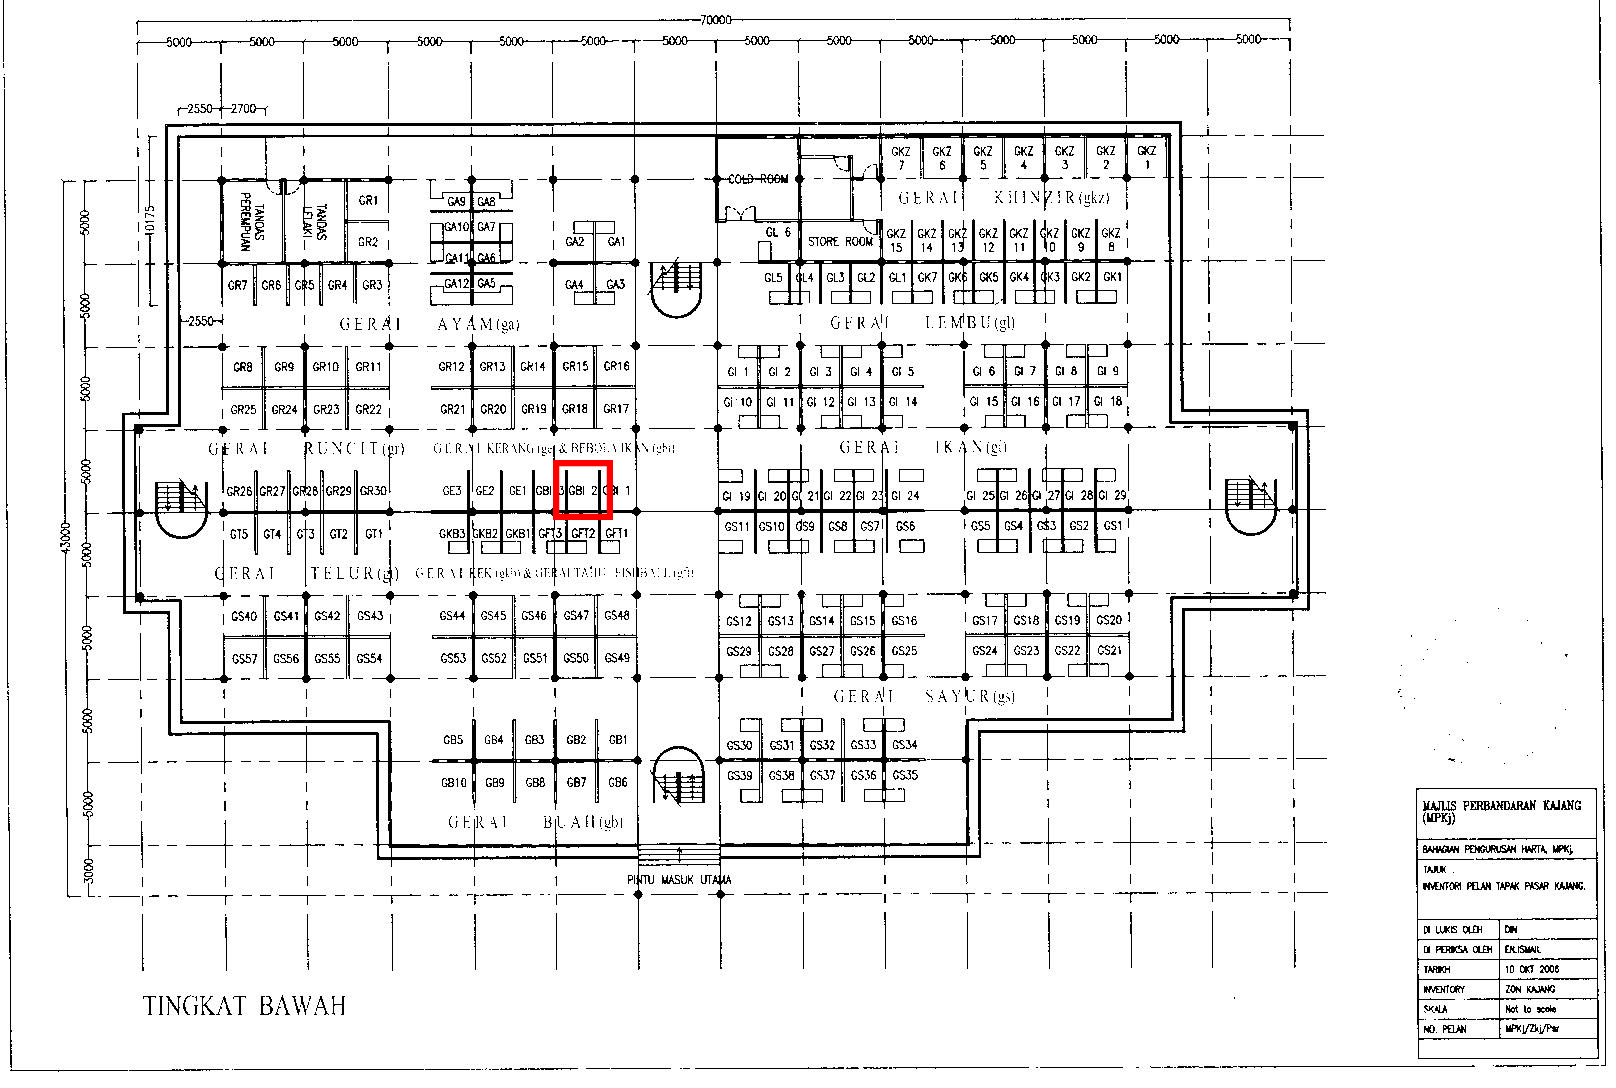 70000
5000 5000 5000 5000 5000 5000 5000 5000 5000 5000 5000 5000 5000 5000
2550 2700
GKZ 7 GKZ 6 GKZ 5 GKZ 4 GKZ 3 GKZ 2 GKZ 1
COLD ROOM
GERAI KHINZIR(gkz)
TANDAS PEREMPUAN
TANDAS LELAKI
GR1
GR2
GA9 GA8
GA10 GA7
GA11 GA6
GA12 GA5
GA2 GA1
GA4 GA3
GL 6
STORE ROOM
GKZ 15 GKZ 14 GKZ 13 GKZ 12 GKZ 11 GKZ 10 GKZ 9 GKZ 8
GR7 GR6 GR5 GR4 GR3
GL5 GL4 GL3 GL2 GL1 GK7 GK6 GK5 GK4 GK3 GK2 GK1
10175
2550
GERAI AYAM(ga)
GERAI LEMBU(gl)
GR8 GR9 GR10 GR11 GR12 GR13 GR14 GR15 GR16
GI 1 GI 2 GI 3 GI 4 GI 5 GI 6 GI 7 GI 8 GI 9
GR25 GR24 GR23 GR22 GR21 GR20 GR19 GR18 GR17
GI 10 GI 11 GI 12 GI 13 GI 14 GI 15 GI 16 GI 17 GI 18
GERAI RUNCIT(gr)
GERAI KERANG(ge) & BEBOLA IKAN(gbi)
GERAI IKAN(gi)
GR26 GR27 GR28 GR29 GR30 GE3 GE2 GE1 GBI 3 GBI 2 GBI 1
GI 19 GI 20 GI 21 GI 22 GI 23 GI 24 GI 25 GI 26 GI 27 GI 28 GI 29
GT5 GT4 GT3 GT2 GT1 GKB3 GKB2 GKB1 GFT3 GFT2 GFT1
GS11 GS10 GS9 GS8 GS7 GS6 GS5 GS4 GS3 GS2 GS1
GERAI TELUR(gt)
GERAI KEK(gkb) & GERAI TAHU FISHBALL(gft)
GS40 GS41 GS42 GS43 GS44 GS45 GS46 GS47 GS48
GS12 GS13 GS14 GS15 GS16 GS17 GS18 GS19 GS20
GS57 GS56 GS55 GS54 GS53 GS52 GS51 GS50 GS49
GS29 GS28 GS27 GS26 GS25 GS24 GS23 GS22 GS21
GERAI SAYUR(gs)
GB5 GB4 GB3 GB2 GB1
GS30 GS31 GS32 GS33 GS34
GB10 GB9 GB8 GB7 GB6
GS39 GS38 GS37 GS36 GS35
GERAI BUAH(gb)
PINTU MASUK UTAMA
5000
5000
5000
5000
5000
5000
5000
5000
3000
43000
TINGKAT BAWAH
MAJLIS PERBANDARAN KAJANG
(MPKj)
BAHAGIAN PENGURUSAN HARTA, MPKj.
TAJUK :
INVENTORI PELAN TAPAK PASAR KAJANG.
DI LUKIS OLEH DIN
DI PERIKSA OLEH EN.ISMAIL
TARIKH 10 OKT 2006
INVENTORY ZON KAJANG
SKALA Not to scale
NO. PELAN MPKj/Zkj/Psr